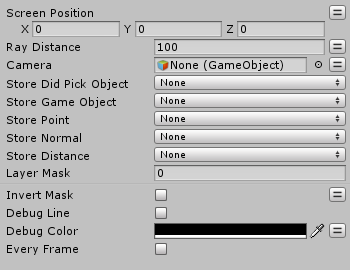 Screen Position
X 0 Y 0 Z 0
Ray Distance 100
Camera None (GameObject)
Store Did Pick Object None
Store Game Object None
Store Point None
Store Normal None
Store Distance None
Layer Mask 0
Invert Mask
Debug Line
Debug Color
Every Frame